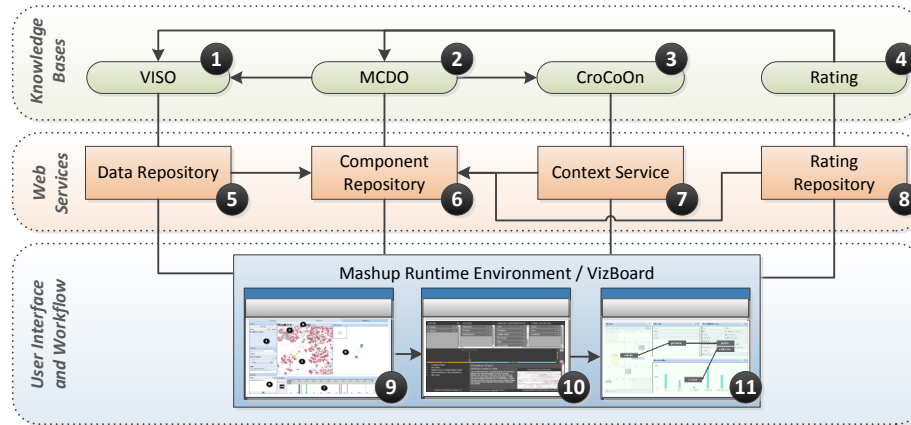 Knowledge
Bases
1
2
3
4
VISO
MCDO
CroCoOn
Rating
Web
Services
Data Repository
Component
Repository
Context Service
Rating
Repository
5
6
7
8
User Interface
and Workflow
Mashup Runtime Environment / VizBoard
9
10
11